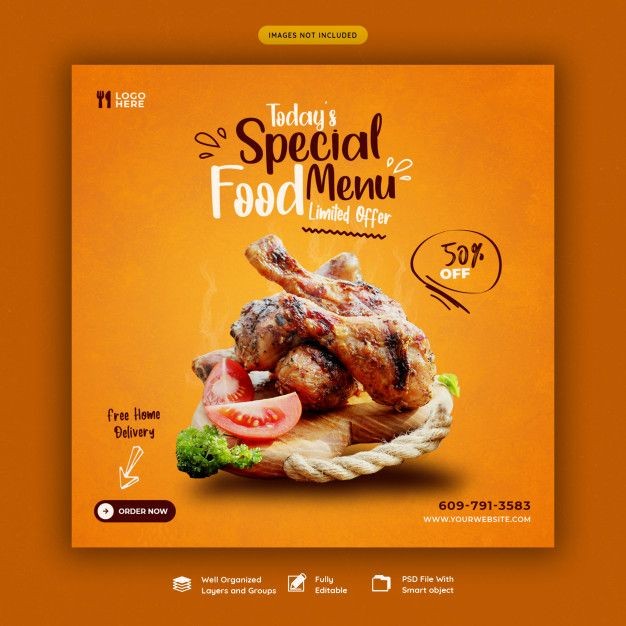 IMAGES NOT INCLUDED
LOGO
HERE
Today's
Special
Food Menu
Limited Offer
50%
OFF
Free Home
Delivery
ORDER NOW
609-791-3583
WWW.YOURWEBSITE.COM
Well Organized
Layers and Groups
Fully
Editable
PSD File With
Smart object